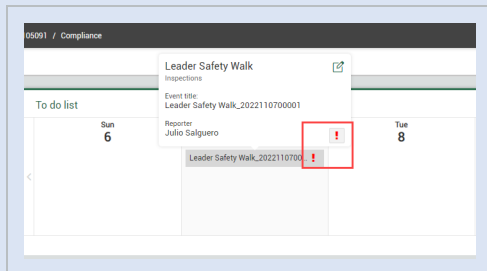 05091 / Compliance
Leader Safety Walk
Inspections
Event title:
Leader Safety Walk_2022110700001
Reporter
Julio Salguero
!
To do list
Sun
6
Leader Safety Walk_2022110700... !
Tue
8